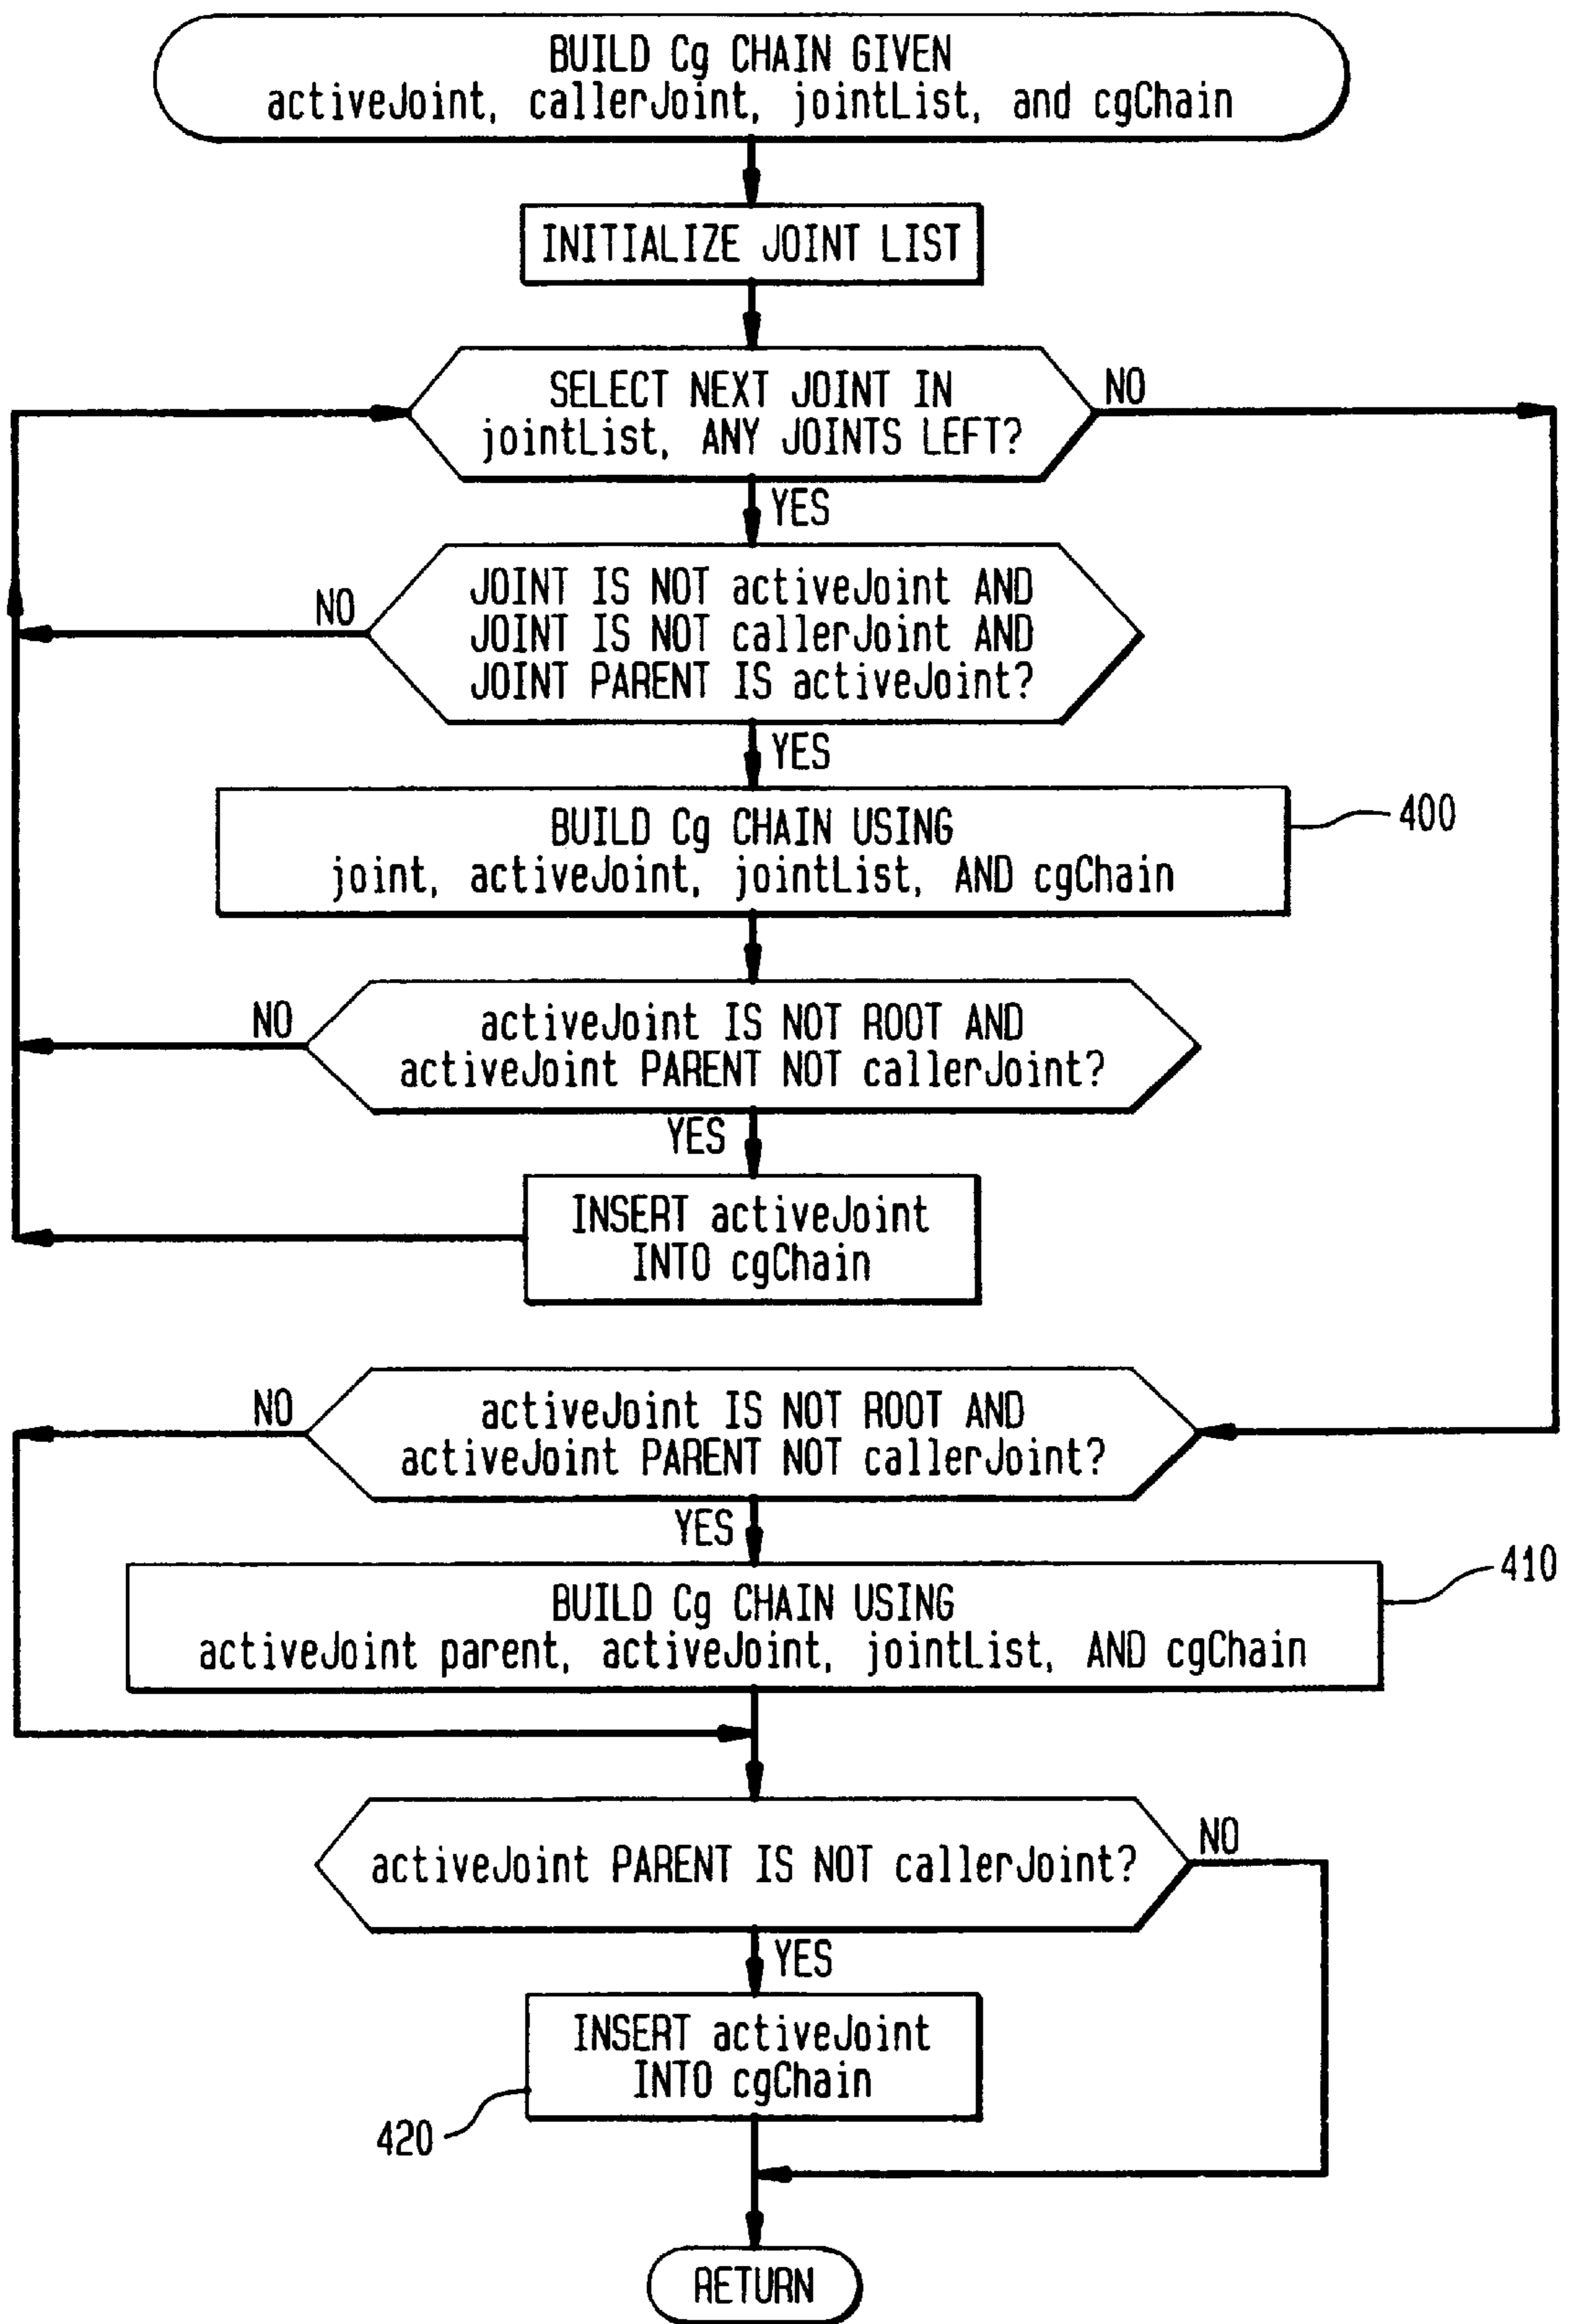 BUILD Cg CHAIN GIVEN
activeJoint, callerJoint, jointList, and cgChain
INITIALIZE JOINT LIST
SELECT NEXT JOINT IN
jointList, ANY JOINTS LEFT?
NO
YES
JOINT IS NOT activeJoint AND
JOINT IS NOT callerJoint AND
JOINT PARENT IS activeJoint?
NO
YES
BUILD Cg CHAIN USING
joint, activeJoint, jointList, AND cgChain
400
activeJoint IS NOT ROOT AND
activeJoint PARENT NOT callerJoint?
NO
YES
INSERT activeJoint
INTO cgChain
activeJoint IS NOT ROOT AND
activeJoint PARENT NOT callerJoint?
NO
YES
BUILD Cg CHAIN USING
activeJoint parent, activeJoint, jointList, AND cgChain
410
activeJoint PARENT IS NOT callerJoint?
NO
YES
INSERT activeJoint
INTO cgChain
420
RETURN